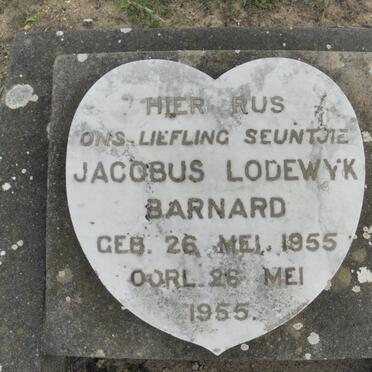 HIER RUS
ONS LIEFLING SEUNTJIE
JACOBUS LODEWYK
BARNARD
GEB. 26 MEI. 1955
OORL. 26 MEI
1955.